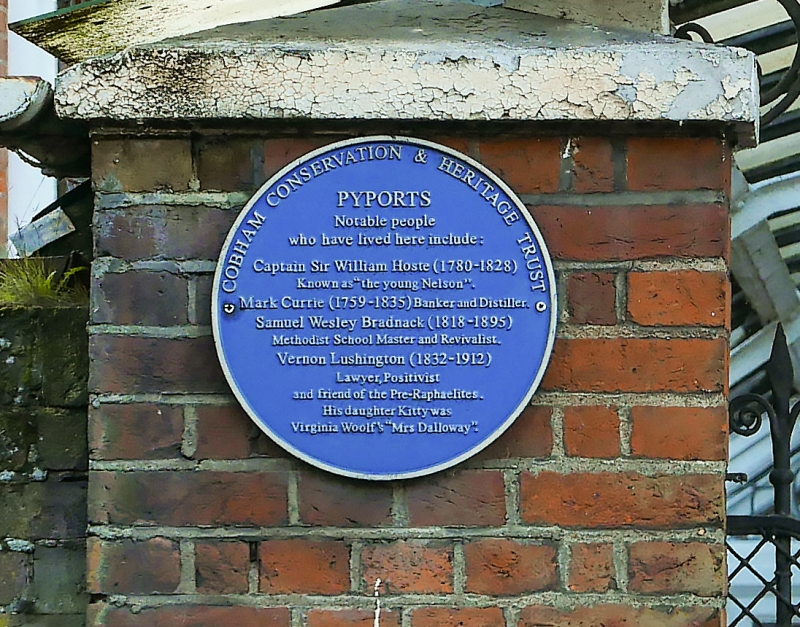 COBHAM CONSERVATION & HERITAGE TRUST
PYPORTS
Notable people
who have lived here include:
Captain Sir William Hoste (1780-1828)
Known as "the young Nelson".
Mark Currie (1759-1835) Banker and Distiller.
Samuel Wesley Bradnack (1818-1895)
Methodist School Master and Revivalist.
Vernon Lushington (1832-1912)
Lawyer, Positivist
and friend of the Pre-Raphaelites.
His daughter Kitty was
Virginia Woolf's "Mrs Dalloway".